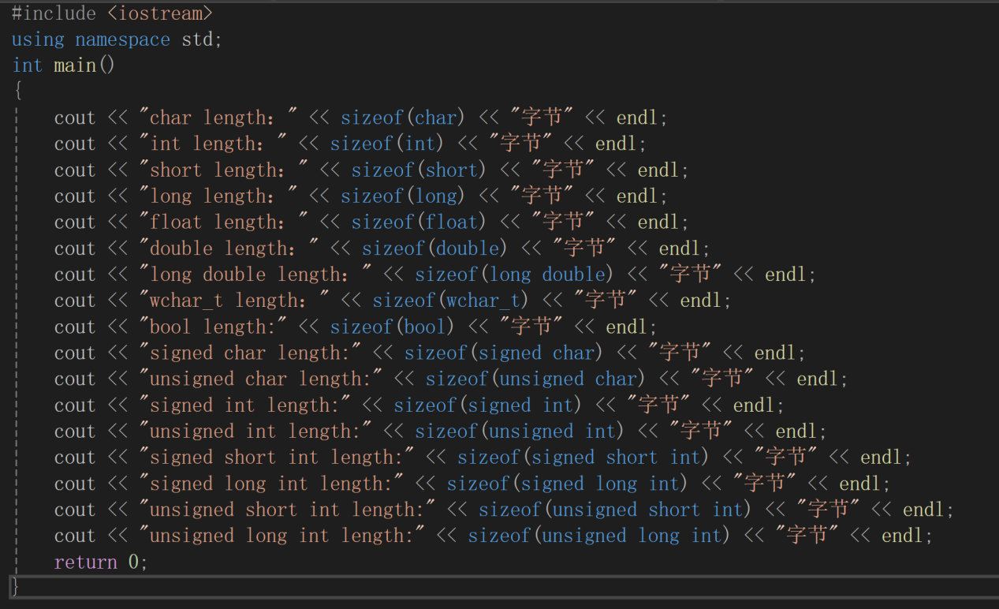 #include <iostream>
using namespace std;
int main()
{
cout << "char length：" << sizeof(char) << "字节" << endl;
cout << "int length：" << sizeof(int) << "字节" << endl;
cout << "short length：" << sizeof(short) << "字节" << endl;
cout << "long length：" << sizeof(long) << "字节" << endl;
cout << "float length：" << sizeof(float) << "字节" << endl;
cout << "double length：" << sizeof(double) << "字节" << endl;
cout << "long double length：" << sizeof(long double) << "字节" << endl;
cout << "wchar_t length：" << sizeof(wchar_t) << "字节" << endl;
cout << "bool length:" << sizeof(bool) << "字节" << endl;
cout << "signed char length:" << sizeof(signed char) << "字节" << endl;
cout << "unsigned char length:" << sizeof(unsigned char) << "字节" << endl;
cout << "signed int length:" << sizeof(signed int) << "字节" << endl;
cout << "unsigned int length:" << sizeof(unsigned int) << "字节" << endl;
cout << "signed short int length:" << sizeof(signed short int) << "字节" << endl;
cout << "signed long int length:" << sizeof(signed long int) << "字节" << endl;
cout << "unsigned short int length:" << sizeof(unsigned short int) << "字节" << endl;
cout << "unsigned long int length:" << sizeof(unsigned long int) << "字节" << endl;
return 0;
}